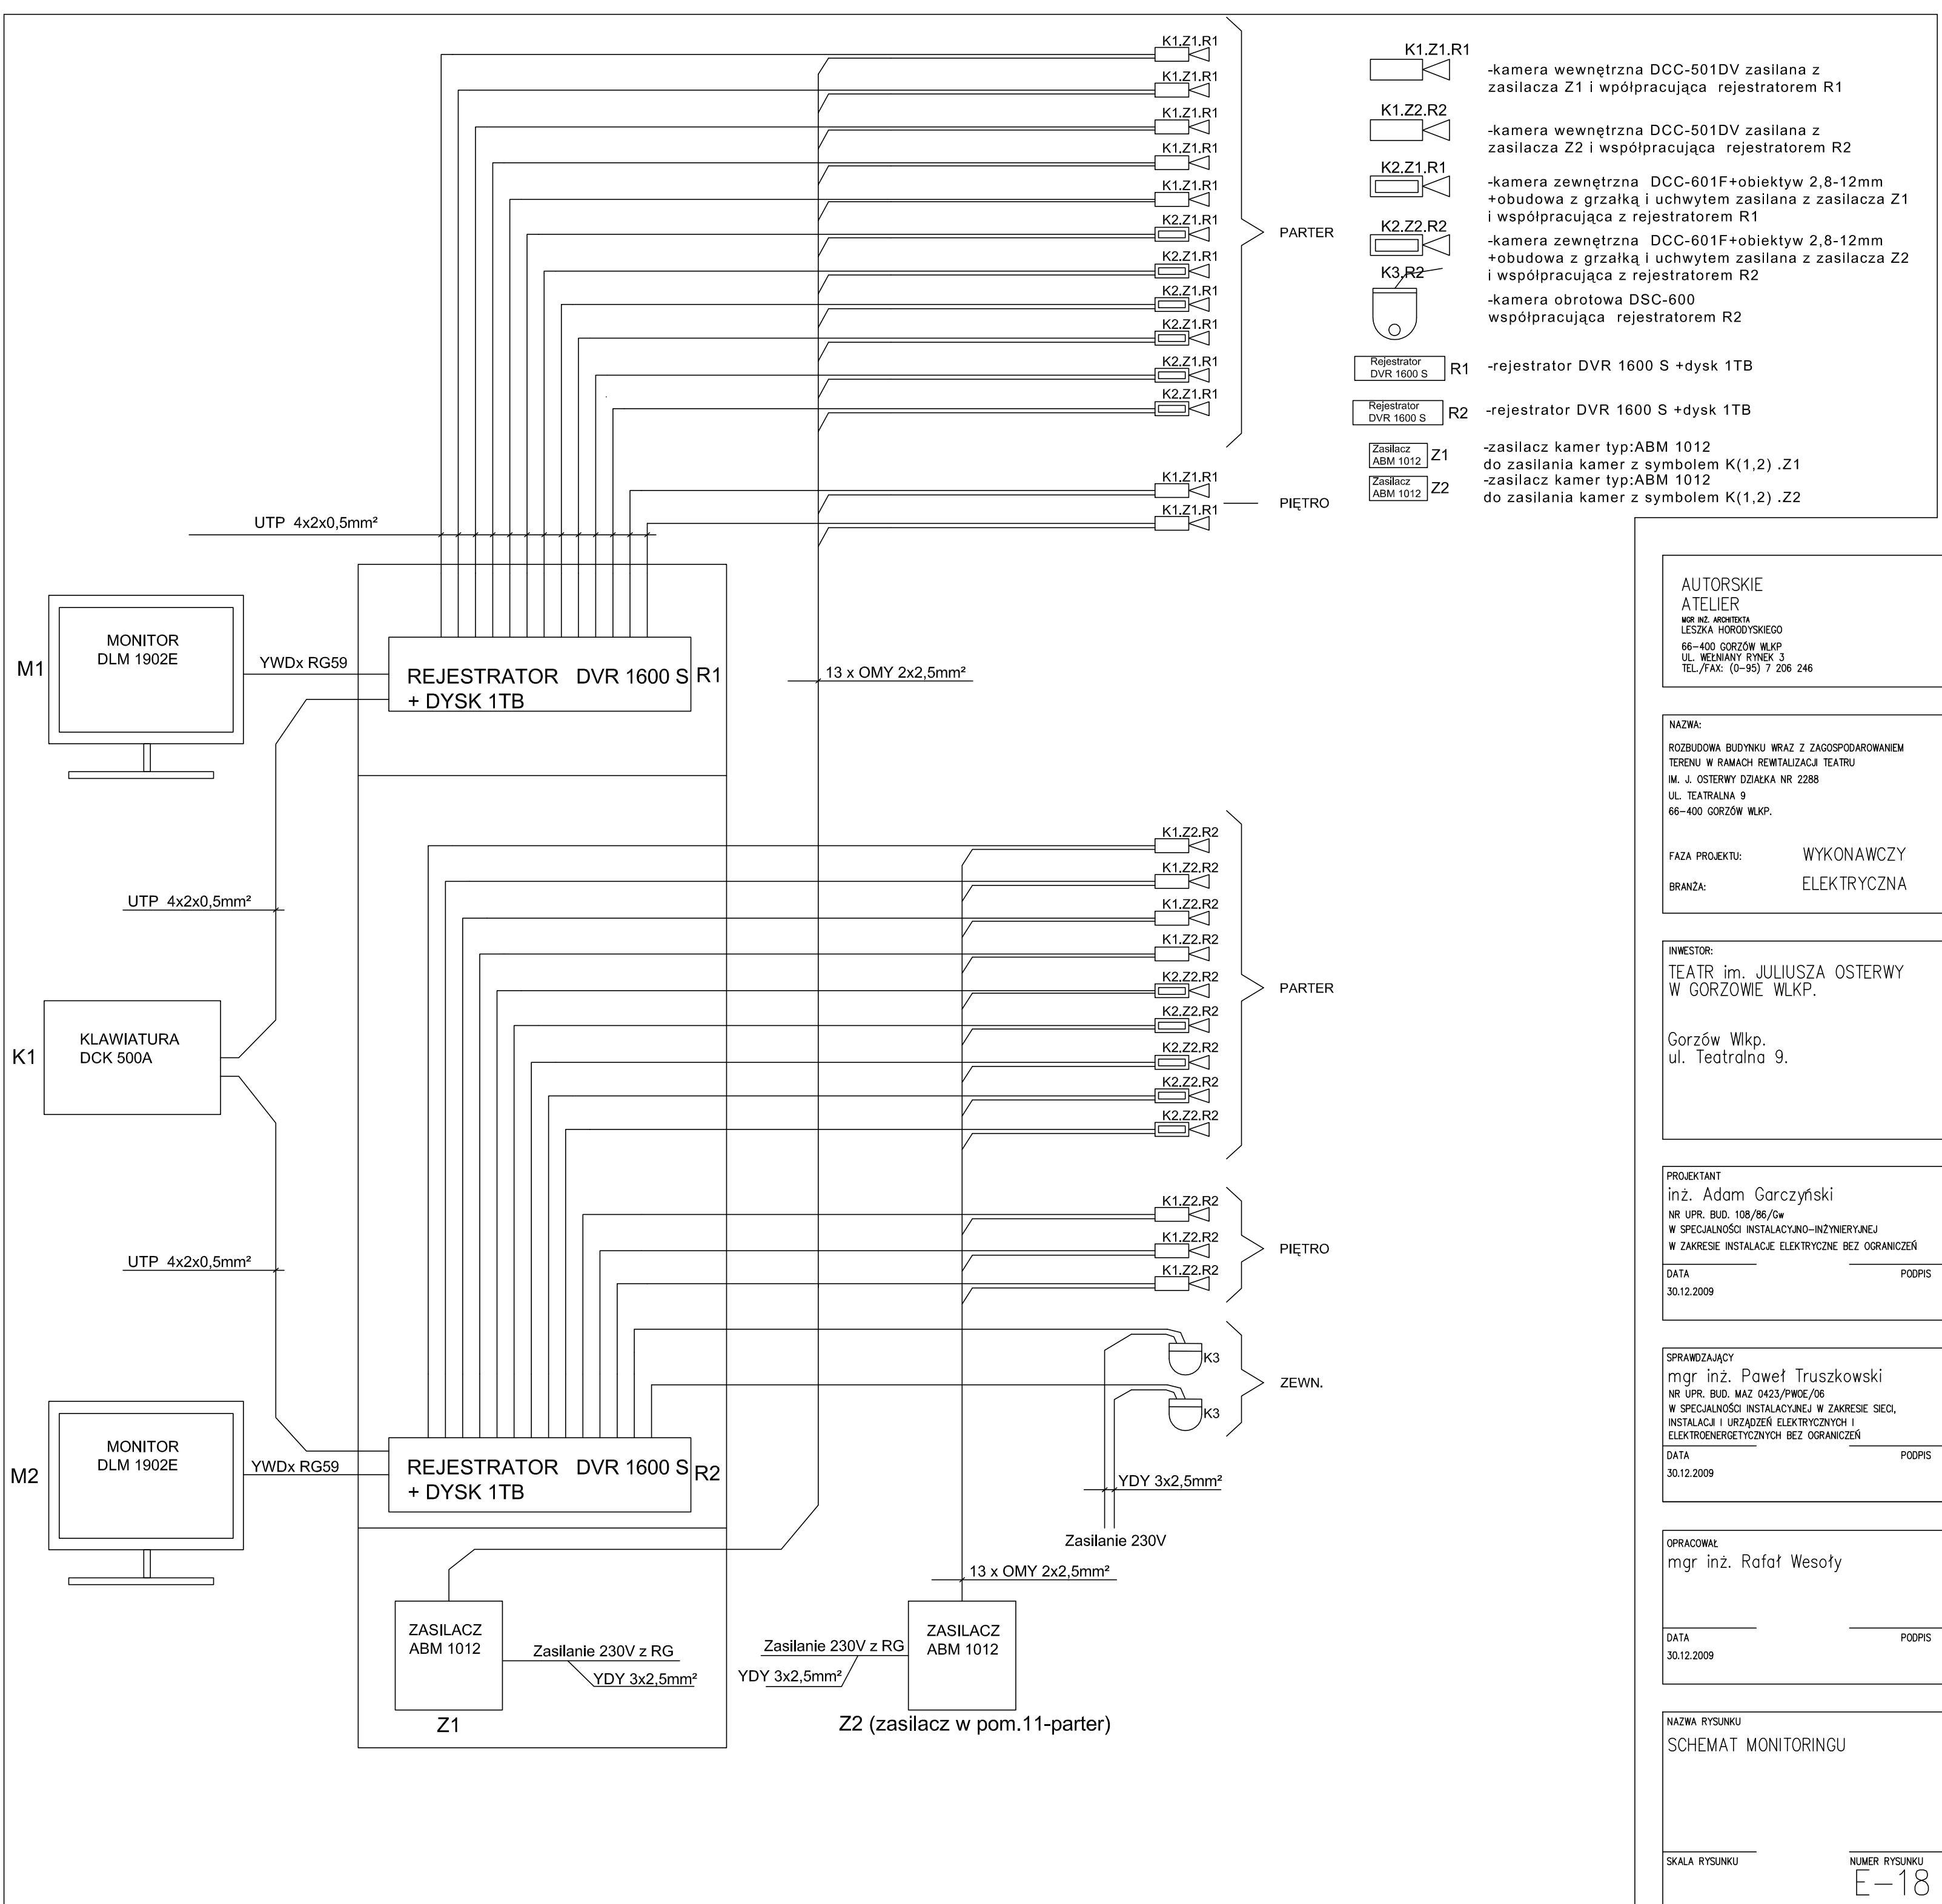 K1.Z1.R1
K1.Z1.R1
K1.Z1.R1
K1.Z1.R1
K1.Z1.R1
K2.Z1.R1
K2.Z1.R1
K2.Z1.R1
K2.Z1.R1
K2.Z1.R1
K2.Z1.R1
PARTER
K1.Z1.R1
K1.Z1.R1
PIĘTRO
UTP 4x2x0,5mm²
K1.Z1.R1
-kamera wewnętrzna DCC-501DV zasilana z
zasilacza Z1 i wpółpracująca rejestratorem R1
K1.Z2.R2
-kamera wewnętrzna DCC-501DV zasilana z
zasilacza Z2 i współpracująca rejestratorem R2
K2.Z1.R1
-kamera zewnętrzna DCC-601F+obiektyw 2,8-12mm
+obudowa z grzałką i uchwytem zasilana z zasilacza Z1
i współpracująca z rejestratorem R1
K2.Z2.R2
-kamera zewnętrzna DCC-601F+obiektyw 2,8-12mm
+obudowa z grzałką i uchwytem zasilana z zasilacza Z2
i współpracująca z rejestratorem R2
K3.R2
-kamera obrotowa DSC-600
współpracująca rejestratorem R2
Rejestrator
DVR 1600 S
R1
-rejestrator DVR 1600 S +dysk 1TB
Rejestrator
DVR 1600 S
R2
-rejestrator DVR 1600 S +dysk 1TB
Zasilacz
ABM 1012
Z1
-zasilacz kamer typ:ABM 1012
do zasilania kamer z symbolem K(1,2) .Z1
Zasilacz
ABM 1012
Z2
-zasilacz kamer typ:ABM 1012
do zasilania kamer z symbolem K(1,2) .Z2
M1
MONITOR
DLM 1902E
YWDx RG59
REJESTRATOR DVR 1600 S
+ DYSK 1TB
R1
13 x OMY 2x2,5mm²
UTP 4x2x0,5mm²
K1
KLAWIATURA
DCK 500A
UTP 4x2x0,5mm²
K1.Z2.R2
K1.Z2.R2
K1.Z2.R2
K1.Z2.R2
K2.Z2.R2
K2.Z2.R2
K2.Z2.R2
K2.Z2.R2
K2.Z2.R2
PARTER
K1.Z2.R2
K1.Z2.R2
K1.Z2.R2
PIĘTRO
K3
K3
ZEWN.
M2
MONITOR
DLM 1902E
YWDx RG59
REJESTRATOR DVR 1600 S
+ DYSK 1TB
R2
YDY 3x2,5mm²
Zasilanie 230V
13 x OMY 2x2,5mm²
ZASILACZ
ABM 1012
Zasilanie 230V z RG
YDY 3x2,5mm²
Z1
Zasilanie 230V z RG
YDY 3x2,5mm²
ZASILACZ
ABM 1012
Z2 (zasilacz w pom.11-parter)
AUTORSKIE
ATELIER
MGR INŻ. ARCHITEKTA
LESZKA HORODYSKIEGO
66-400 GORZÓW WLKP
UL. WEŁNIANY RYNEK 3
TEL./FAX: (0-95) 7 206 246
NAZWA:
ROZBUDOWA BUDYNKU WRAZ Z ZAGOSPODAROWANIEM
TERENU W RAMACH REWITALIZACJI TEATRU
IM. J. OSTERWY DZIAŁKA NR 2288
UL. TEATRALNA 9
66-400 GORZÓW WLKP.
FAZA PROJEKTU: WYKONAWCZY
BRANŻA: ELEKTRYCZNA
INWESTOR:
TEATR im. JULIUSZA OSTERWY
W GORZOWIE WLKP.
Gorzów Wlkp.
ul. Teatralna 9.
PROJEKTANT
inż. Adam Garczyński
NR UPR. BUD. 108/86/Gw
W SPECJALNOŚCI INSTALACYJNO-INŻYNIERYJNEJ
W ZAKRESIE INSTALACJE ELEKTRYCZNE BEZ OGRANICZEŃ
DATA PODPIS
30.12.2009
SPRAWDZAJĄCY
mgr inż. Paweł Truszkowski
NR UPR. BUD. MAZ 0423/PWOE/06
W SPECJALNOŚCI INSTALACYJNEJ W ZAKRESIE SIECI,
INSTALACJI I URZĄDZEŃ ELEKTRYCZNYCH I
ELEKTROENERGETYCZNYCH BEZ OGRANICZEŃ
DATA PODPIS
30.12.2009
OPRACOWAŁ
mgr inż. Rafał Wesoły
DATA PODPIS
30.12.2009
NAZWA RYSUNKU
SCHEMAT MONITORINGU
SKALA RYSUNKU NUMER RYSUNKU
E-18